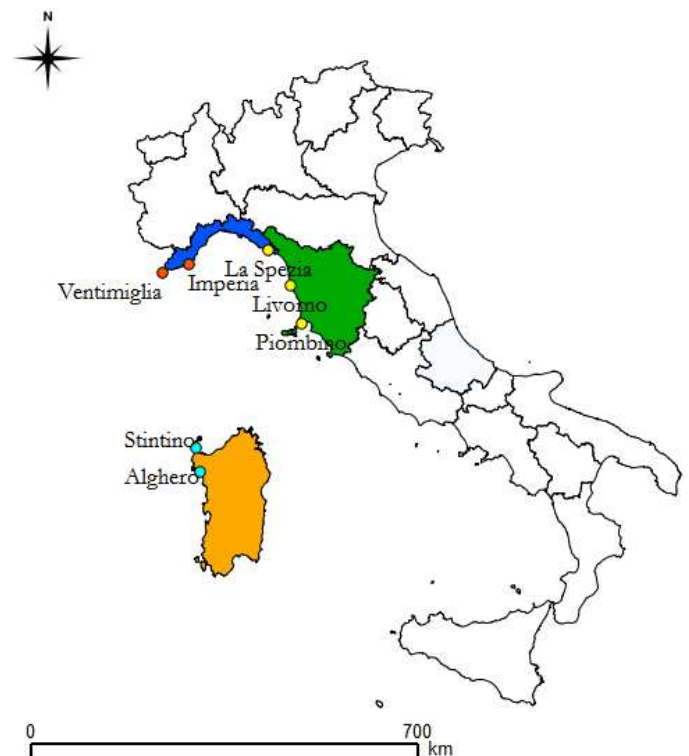 N
La Spezia
Imperia
Ventimiglia
Livorno
Piombino
Stintino
Alghero
0 700
km